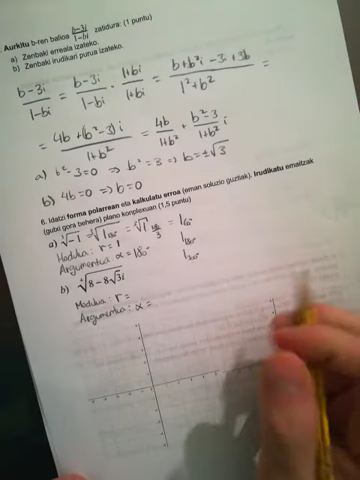 . Aurkitu b-ren balioa (b−3i)/(1−bi) zatidura: (1 puntu)
a) Zenbaki erreala izateko.
b) Zenbaki irudikari purua izateko.
(b−3i)/(1−bi) = (b−3i)/(1−bi) · (1+bi)/(1+bi) = (b+b²i −3i +3b)/(1²+b²) =
= (4b+(b²−3)i)/(1+b²) = 4b/(1+b²) + (b²−3)/(1+b²) i
a) b²−3=0 ⇒ b²=3 ⇒ b=±√3
b) 4b=0 ⇒ b=0
6. Idatzi forma polarrean eta kalkulatu erroa (eman soluzio guztiak). Irudikatu emaitzak
(gutxi gora behera) plano konplexuan (1,5 puntu)
a) ∛−1 = ∛1₁₈₀° = ∛1 180/3 = 1₆₀°
Modulua: r=1
1₁₈₀°
Argumentua α=180°
1₃₀₀°
b) √8−8√3i
Modulua: r=
Argumentua: α=